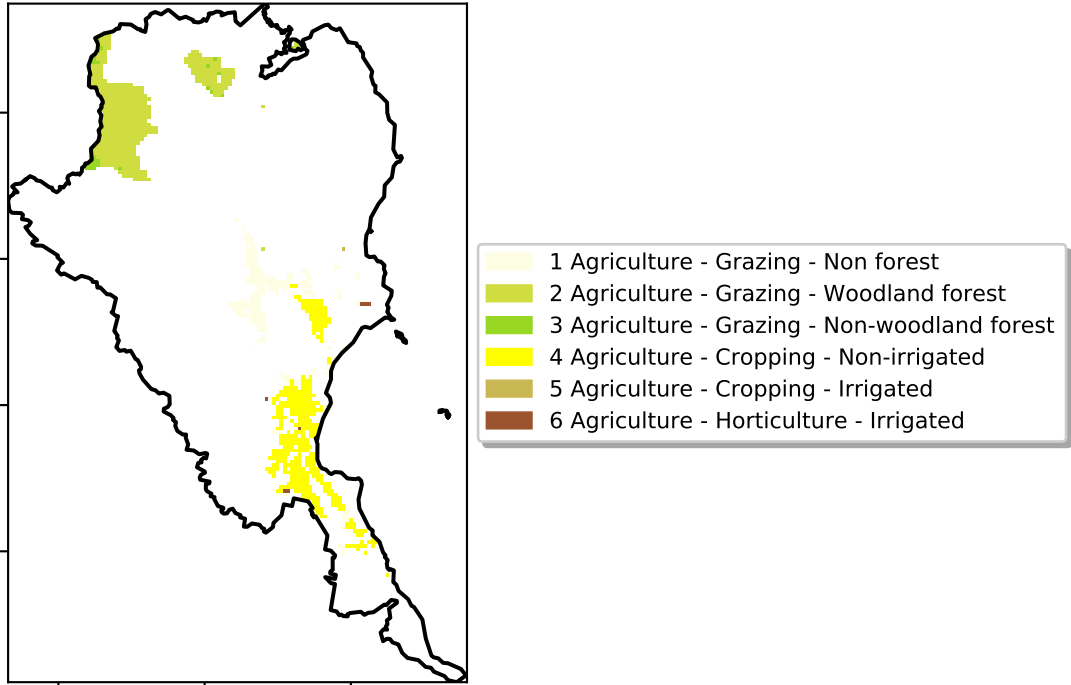 1 Agriculture - Grazing - Non forest
2 Agriculture - Grazing - Woodland forest
3 Agriculture - Grazing - Non-woodland forest
4 Agriculture - Cropping - Non-irrigated
5 Agriculture - Cropping - Irrigated
6 Agriculture - Horticulture - Irrigated